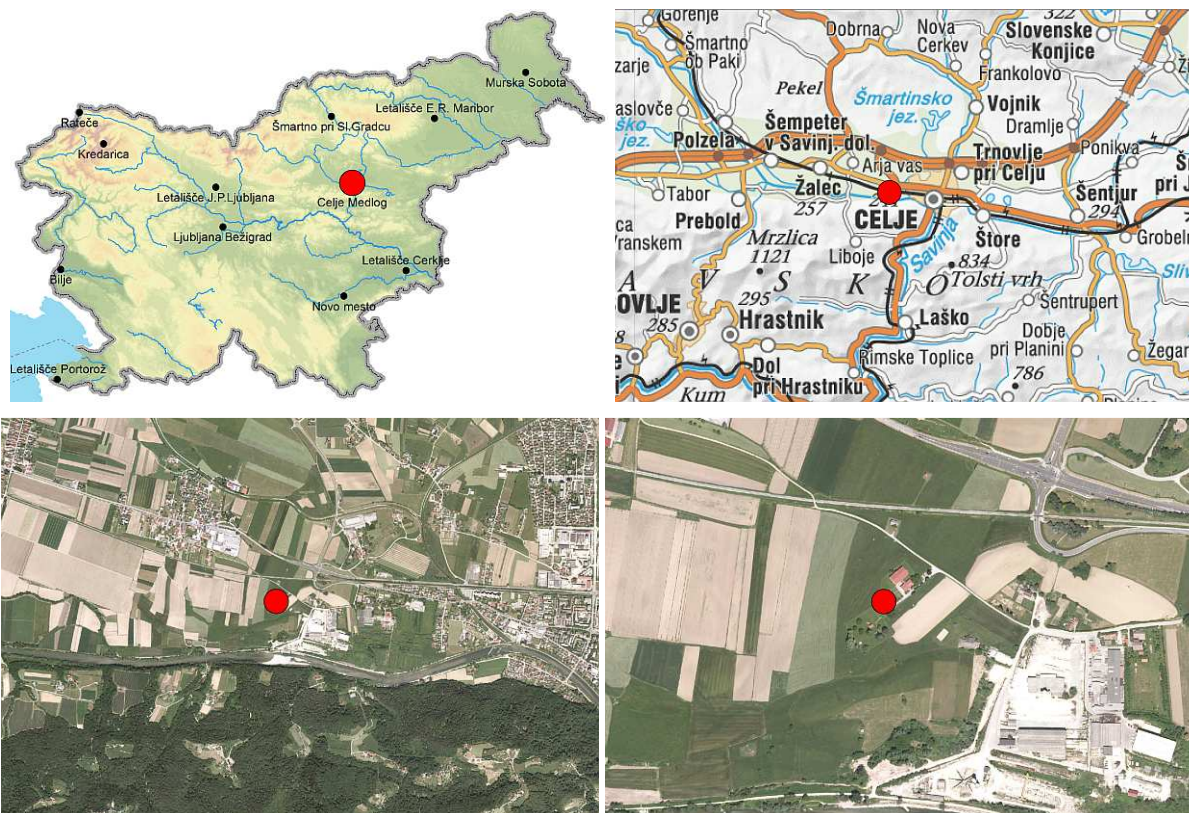 Murska Sobota
Letališče E.R. Maribor
Rateče
Šmartno pri Sl.Gradcu
Kredarica
Letališče J.P.Ljubljana
Celje Medlog
Ljubljana Bežigrad
Letališče Cerklje
Bilje
Novo mesto
Letališče Portorož
Gorenje
322
Dobrna
Nova
Cerkev
Slovenske
Konjice
Šmartno
ob Paki
Frankolovo
Pekel
Šmartinsko
jez.
Vojnik
Dramlje
jez.
Polzela
Šempeter
v Savinj. dol.
Arja vas
Trnovlje
pri Celju
Ponikva
Žalec
Šentjur
Tabor
Prebold
257
CELJE
294
Savinja
Štore
Mrzlica
1121
Liboje
834
Tolsti vrh
A V S K O
295
Šentrupert
OVLJE
285
Hrastnik
Laško
Dobje
pri Planini
Rimske Toplice
Dol
pri Hrastniku
786
Kum